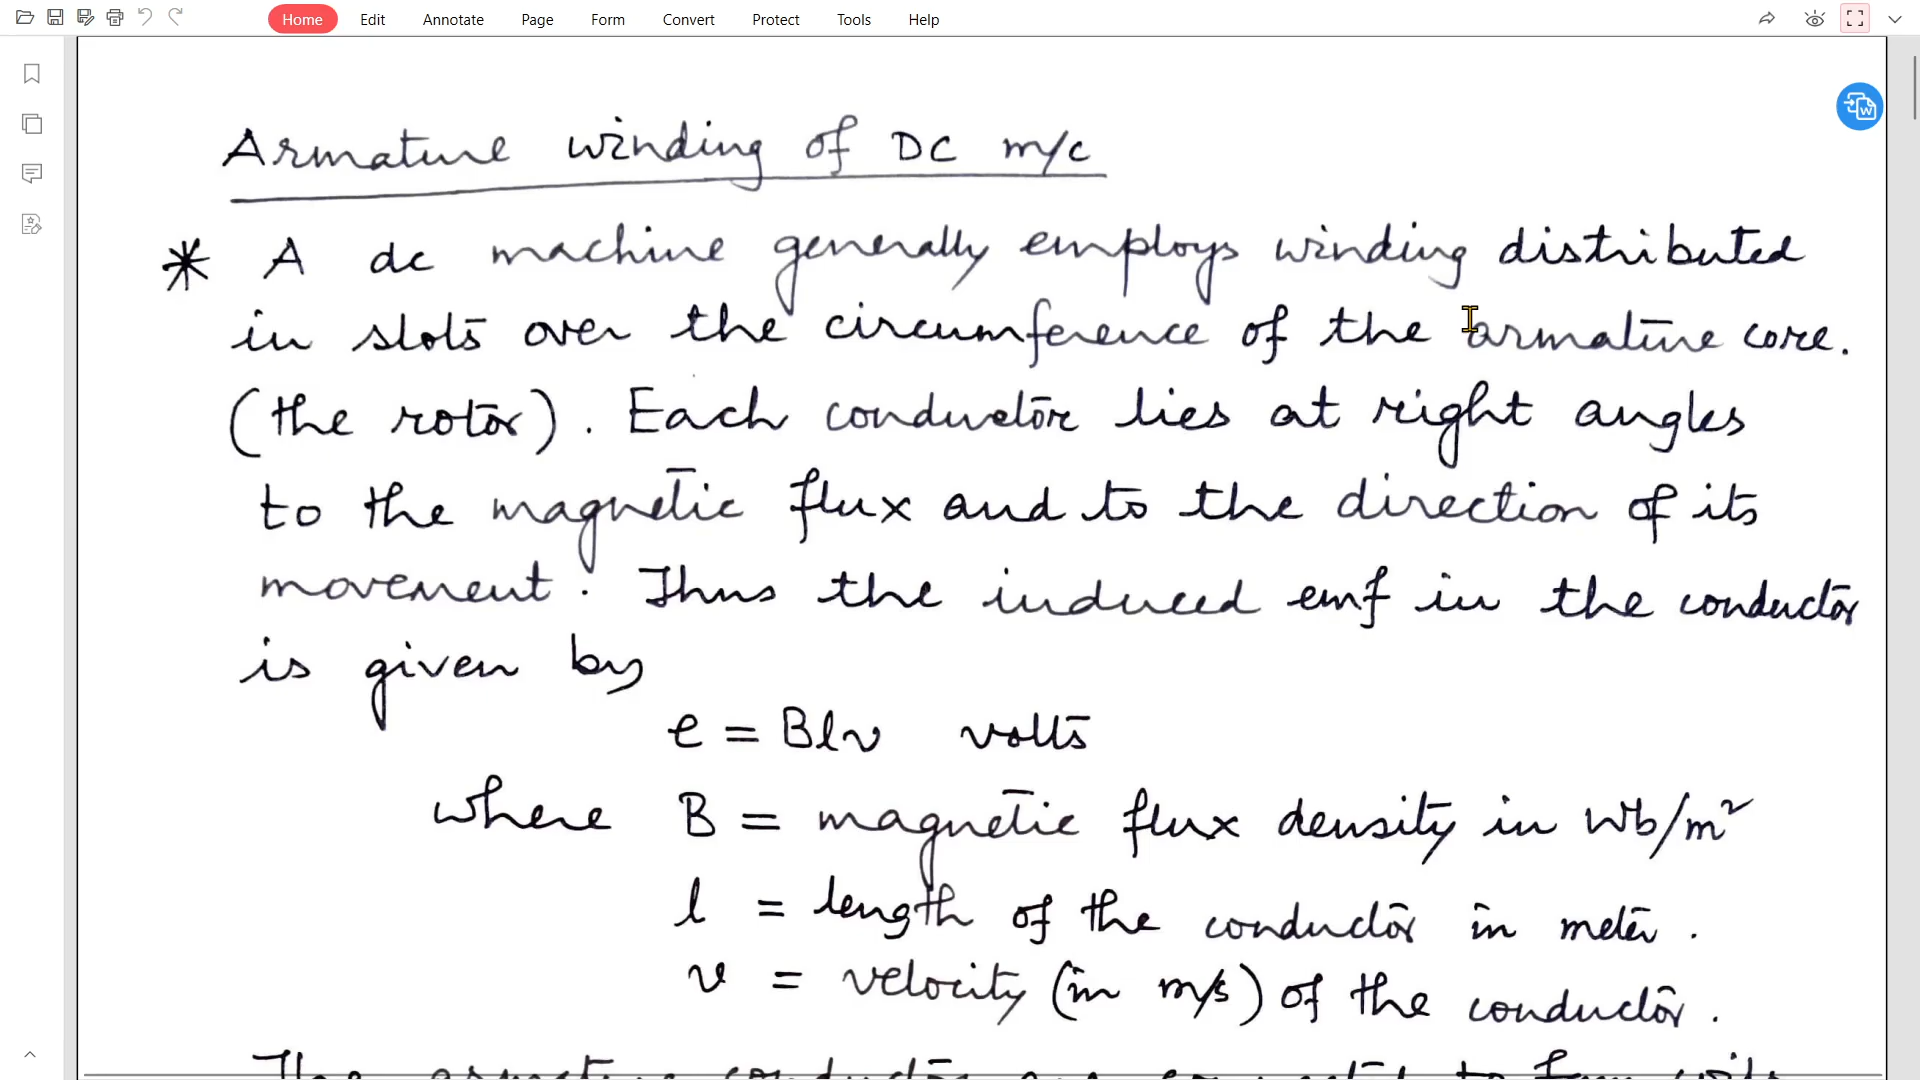 Home Edit Annotate Page Form Convert Protect Tools Help
Armature winding of DC m/c
* A dc machine generally employs winding distributed
in slots over the circumference of the armature core.
(the rotor). Each conductor lies at right angles
to the magnetic flux and to the direction of its
movement. Thus the induced emf in the conductor
is given by
e = Blv volts
where B = magnetic flux density in Wb/m²
l = length of the conductor in meter.
v = velocity (in m/s) of the conductor.